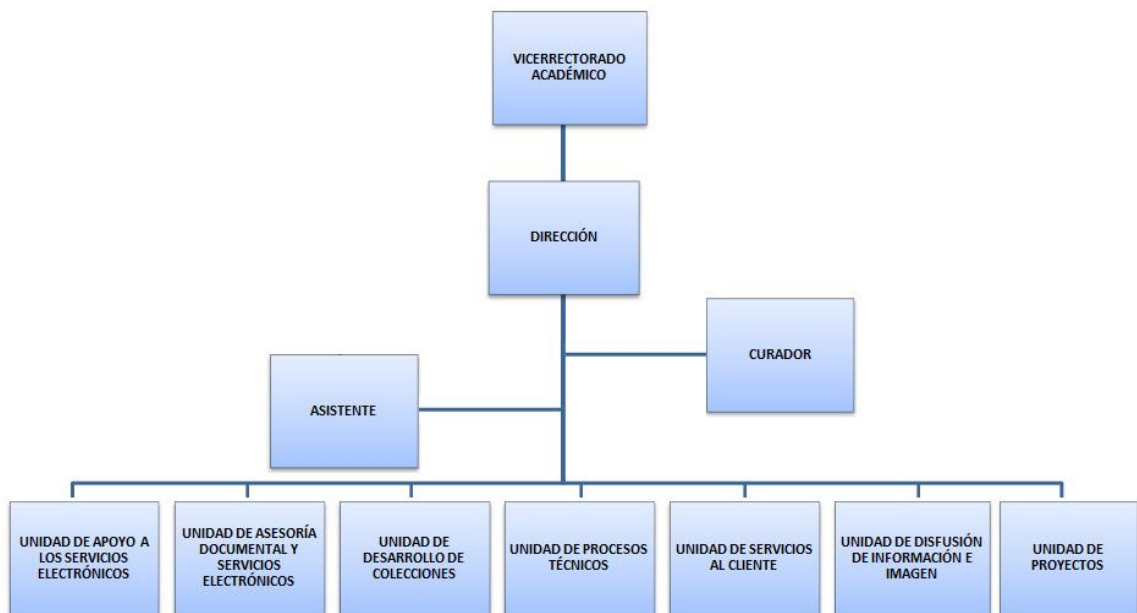 VICERRECTORADO
ACADÉMICO
DIRECCIÓN
CURADOR
ASISTENTE
UNIDAD DE APOYO A
LOS SERVICIOS
ELECTRÓNICOS
UNIDAD DE ASESORÍA
DOCUMENTAL Y
SERVICIOS
ELECTRÓNICOS
UNIDAD DE
DESARROLLO DE
COLECCIONES
UNIDAD DE PROCESOS
TÉCNICOS
UNIDAD DE SERVICIOS
AL CLIENTE
UNIDAD DE DISFUSIÓN
DE INFORMACIÓN E
IMAGEN
UNIDAD DE
PROYECTOS